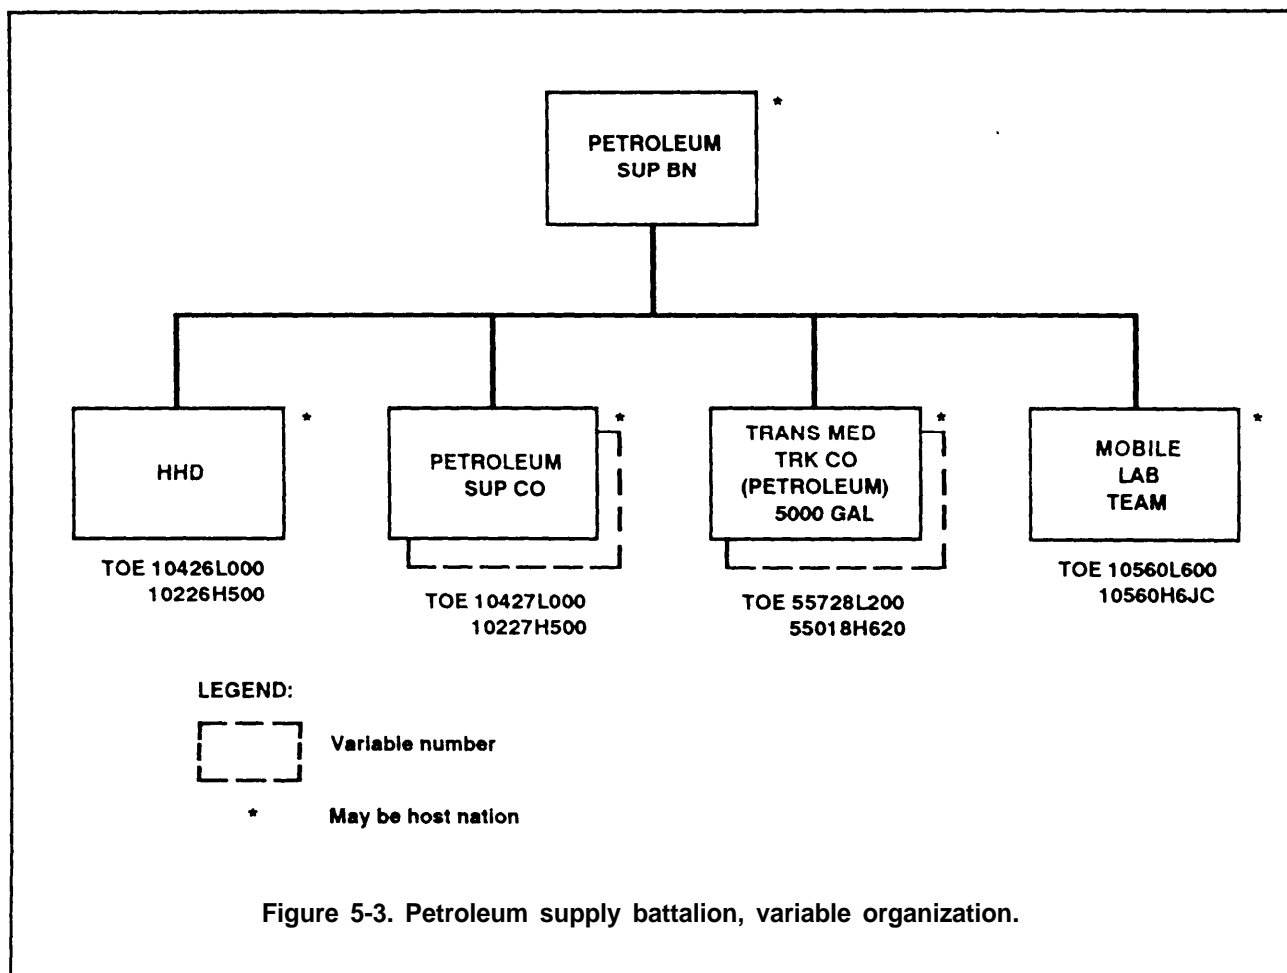 *
PETROLEUM
SUP BN
*
HHD
TOE 10426L000
10226H500
*
PETROLEUM
SUP CO
TOE 10427L000
10227H500
*
TRANS MED
TRK CO
(PETROLEUM)
5000 GAL
TOE 55728L200
55018H620
*
MOBILE
LAB
TEAM
TOE 10560L600
10560H6JC
LEGEND:
Variable number
* May be host nation
Figure 5-3. Petroleum supply battalion, variable organization.